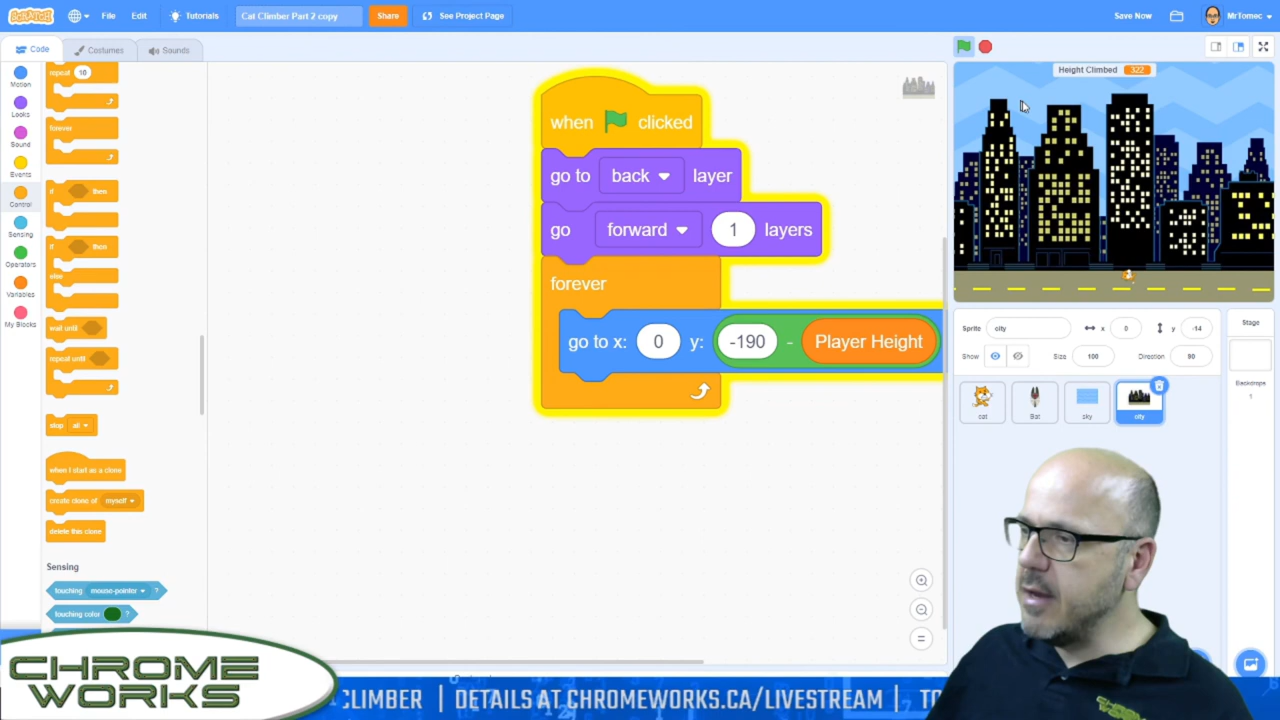 SCRATCH
File
Edit
Tutorials
Cat Climber Part 2 copy
Share
See Project Page
Save Now
MrTomec
Code
Costumes
Sounds
Motion
Looks
Sound
Events
Control
Sensing
Operators
Variables
My Blocks
repeat 10
forever
if then
if then
else
wait until
repeat until
stop all
when I start as a clone
create clone of myself
delete this clone
Sensing
touching mouse-pointer ?
touching color ?
when clicked
go to back layer
go forward 1 layers
forever
go to x: 0 y: -190 - Player Height
Height Climbed 322
Sprite city x 0 y -14
Show Size 100 Direction 90
Stage
Backdrops
1
cat
Bat
sky
city
CHROME
WORKS
CLIMBER | DETAILS AT CHROMEWORKS.CA/LIVESTREAM | TO